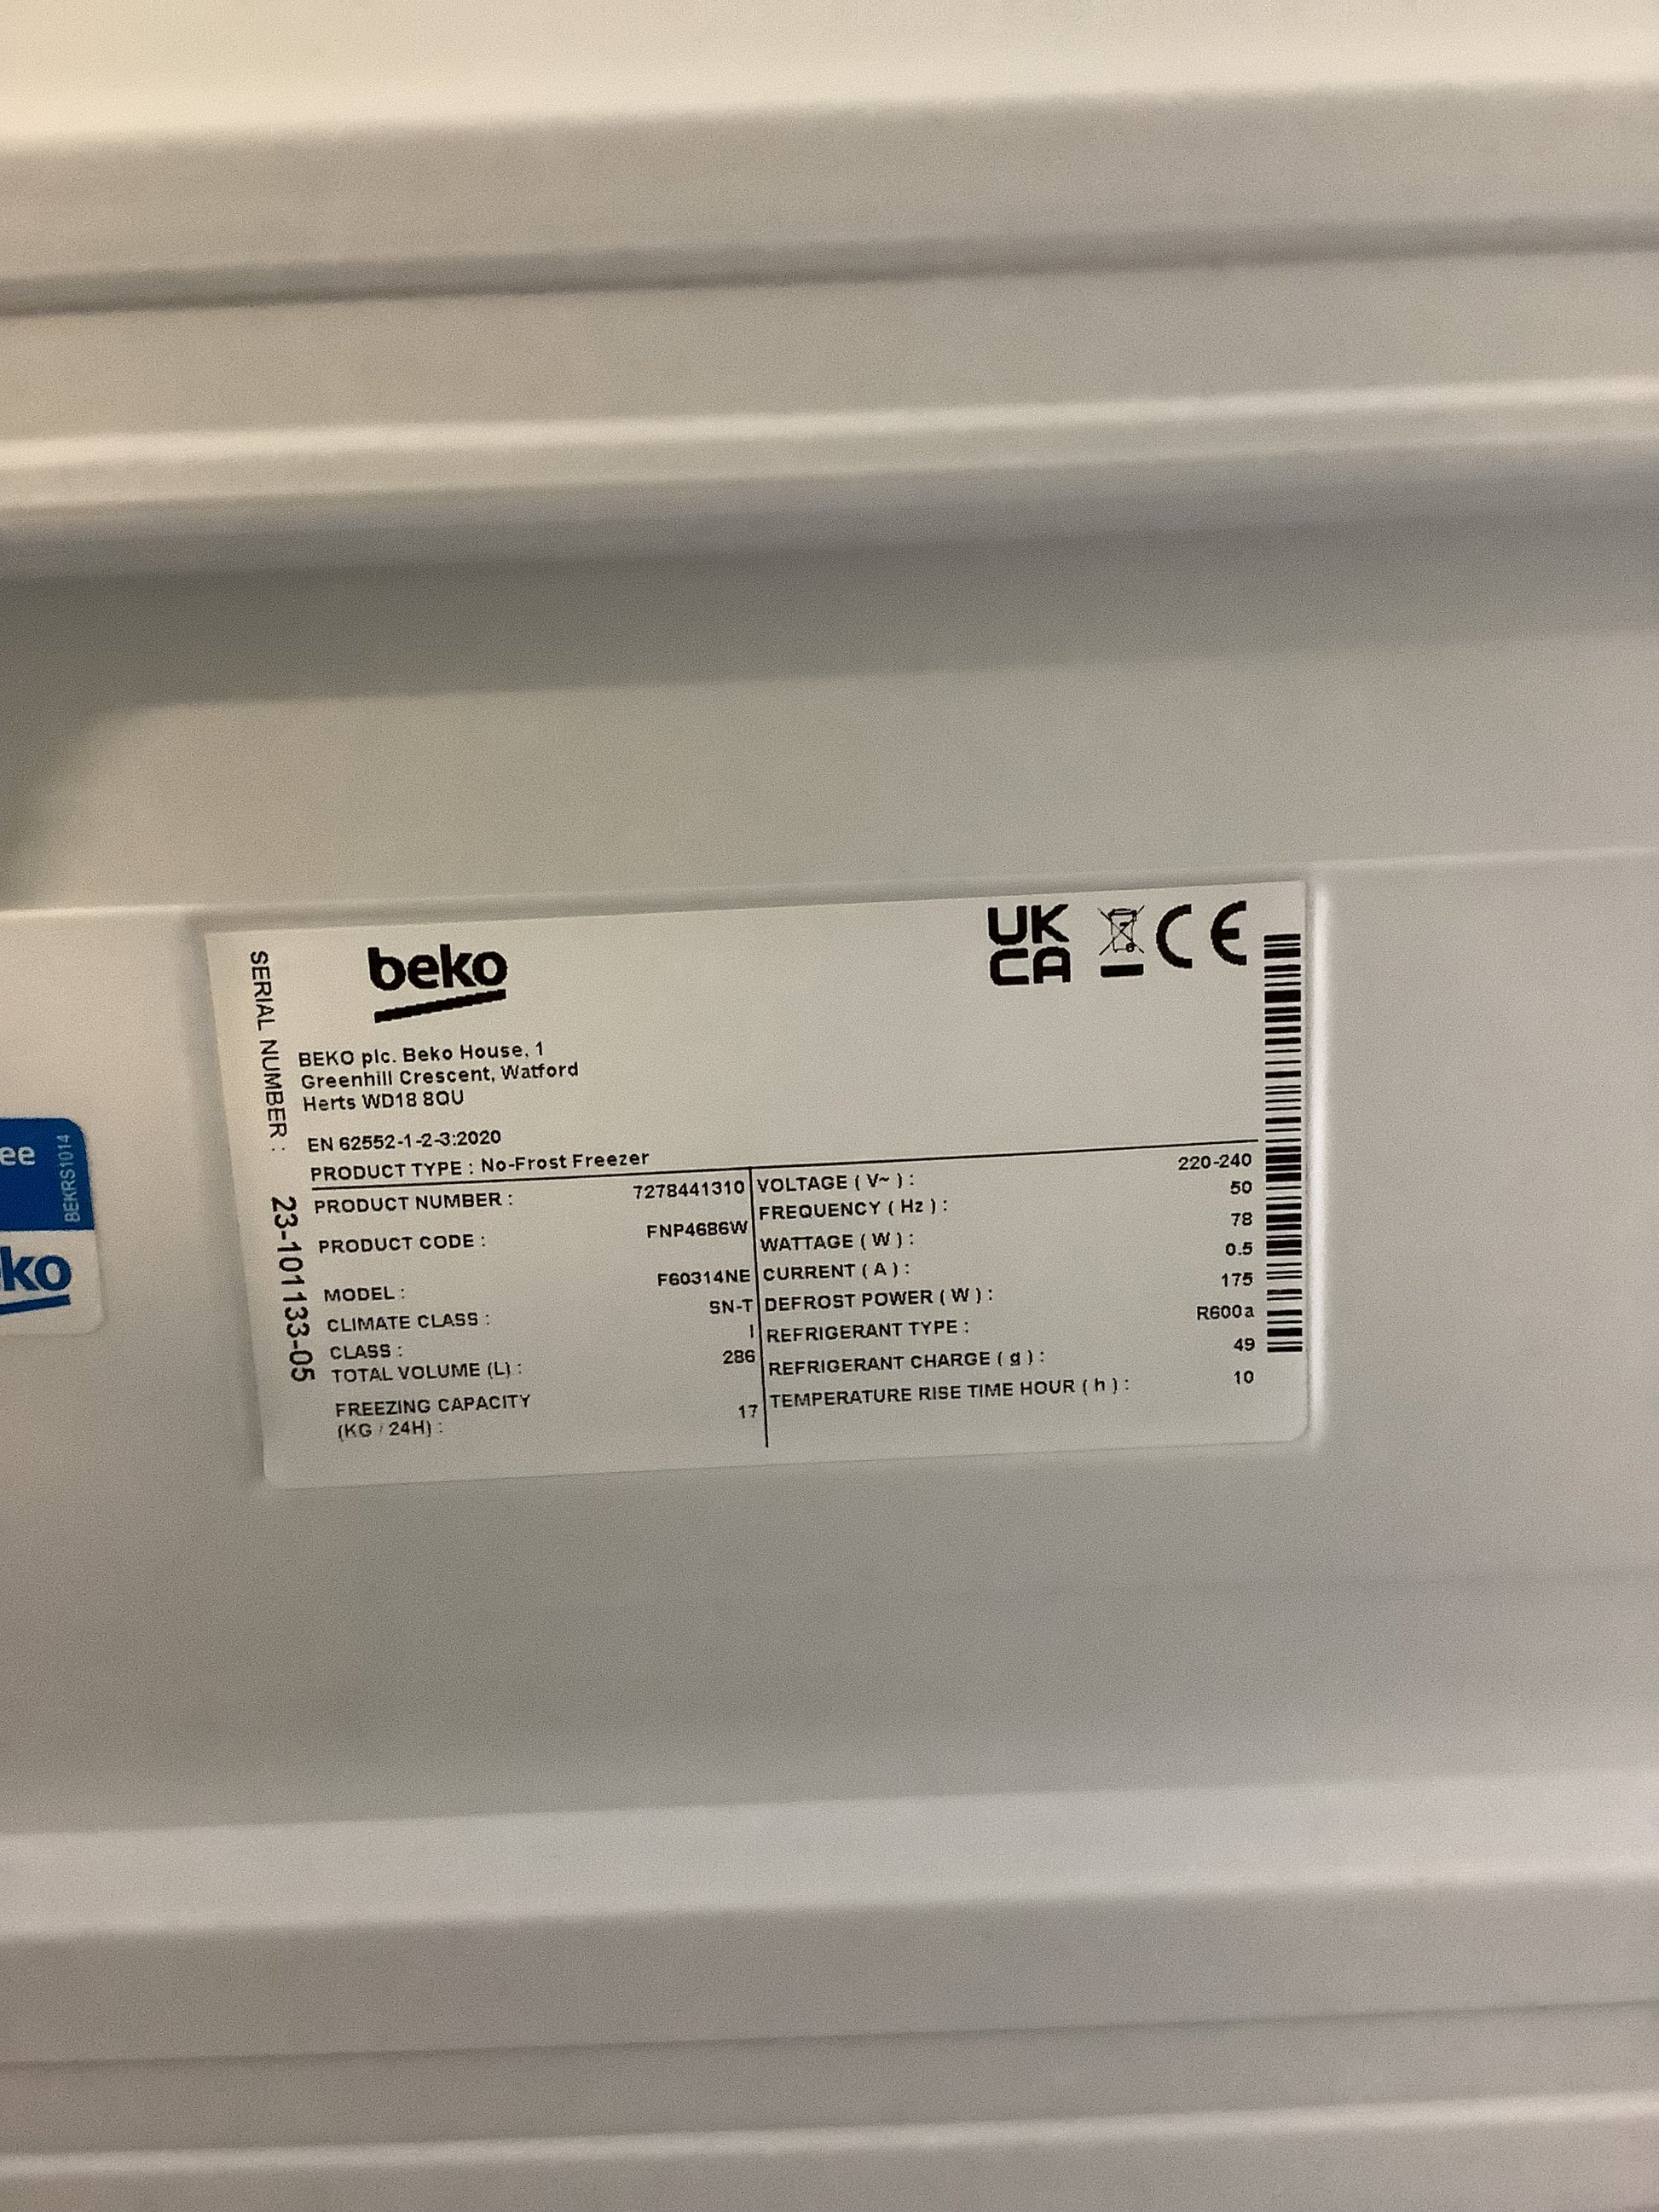 beko
UK
CA
CE
BEKO plc. Beko House, 1
Greenhill Crescent, Watford
Herts WD18 8QU
EN 62552-1-2-3:2020
PRODUCT TYPE : No-Frost Freezer
PRODUCT NUMBER : 7278441310
PRODUCT CODE : FNP4686W
MODEL : F60314NE
CLIMATE CLASS : SN-T
CLASS : I
TOTAL VOLUME (L) : 286
FREEZING CAPACITY
(KG / 24H) : 17
VOLTAGE ( V~ ) : 220-240
FREQUENCY ( Hz ) : 50
WATTAGE ( W ) : 78
CURRENT ( A ) : 0.5
DEFROST POWER ( W ) : 175
REFRIGERANT TYPE : R600a
REFRIGERANT CHARGE ( g ) : 49
TEMPERATURE RISE TIME HOUR ( h ) : 10
SERIAL NUMBER : 23-101133-05
ee
BEKRS1014
ko